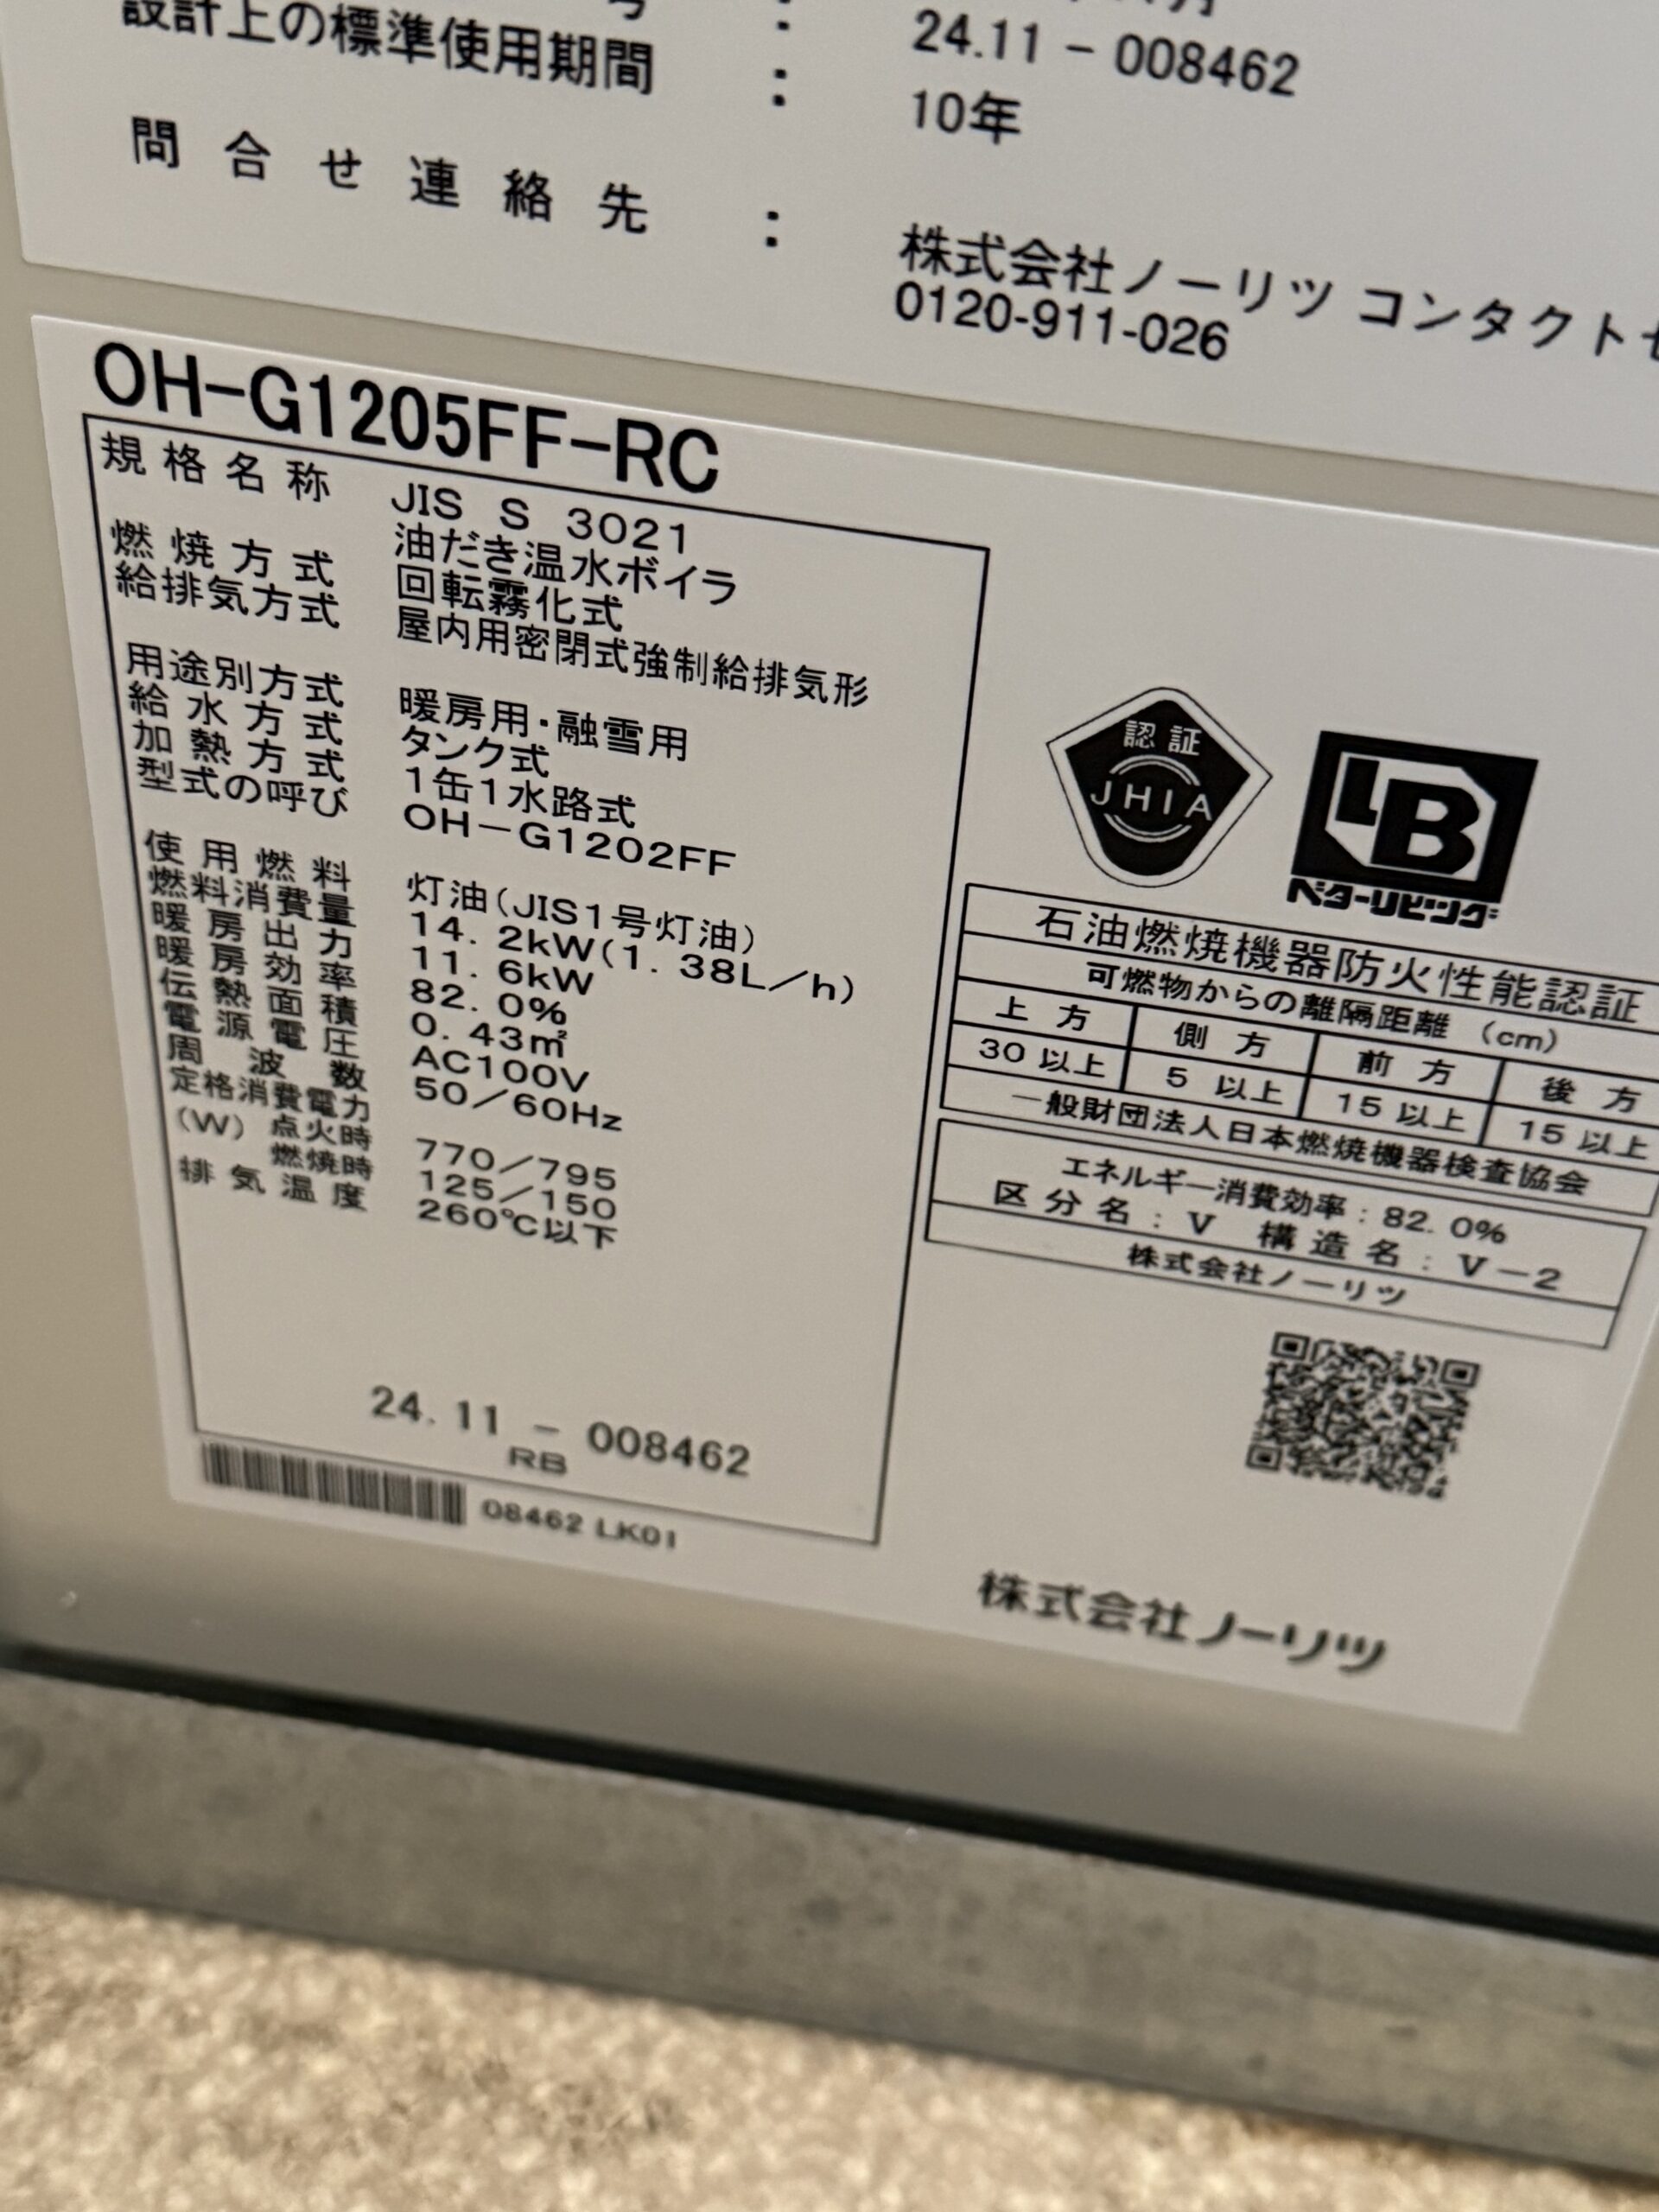 設計上の標準使用期間 :
24.11 - 008462
10年
問合せ連絡先 :
株式会社ノーリツ コンタクト
0120-911-026
OH-G1205FF-RC
規格名称 JIS S 3021
油だき温水ボイラ
燃焼方式 回転霧化式
給排気方式 屋内用密閉式強制給排気形
用途別方式 暖房用・融雪用
給水方式 タンク式
加熱方式 1缶1水路式
型式の呼び OH-G1202FF
使用燃料 灯油(JIS1号灯油)
燃料消費量 14.2kW(1.38L/h)
暖房出力 11.6kW
暖房効率 82.0%
伝熱面積 0.43㎡
電源電圧 AC100V
周波数 50/60Hz
定格消費電力
(W) 点火時 770/795
燃焼時 125/150
排気温度 260℃以下
24.11 - 008462
RB
08462 LK01
認証
JHIA
LB
ベターリビング
石油燃焼機器防火性能認証
可燃物からの離隔距離 (cm)
上方 側方 前方 後方
30以上 5以上 15以上 15以上
一般財団法人日本燃焼機器検査協会
エネルギー消費効率:82.0%
区分名:V 構造名:V-2
株式会社ノーリツ
株式会社ノーリツ